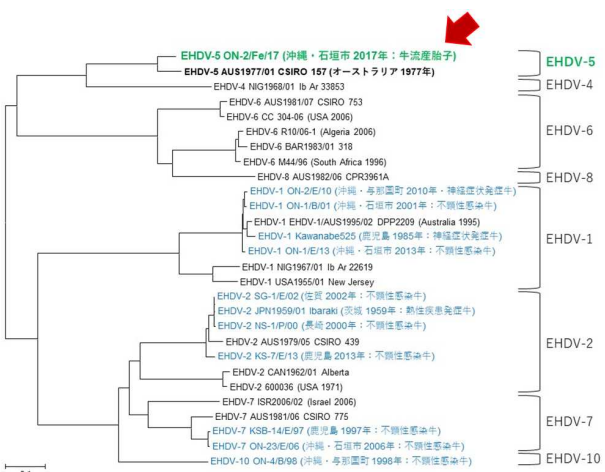 EHDV-5 ON-2/Fe/17 (沖縄・石垣市 2017年：牛流産胎子)
EHDV-5 AUS1977/01 CSIRO 157 (オーストラリア 1977年)
EHDV-5
EHDV-4 NIG1968/01 Ib Ar 33853
EHDV-4
EHDV-6 AUS1981/07 CSIRO 753
EHDV-6 CC 304-06 (USA 2006)
EHDV-6 R10/06-1 (Algeria 2006)
EHDV-6 BAR1983/01 318
EHDV-6 M44/96 (South Africa 1996)
EHDV-6
EHDV-8 AUS1982/06 CPR3961A
EHDV-8
EHDV-1 ON-2/E/10 (沖縄・与那国町 2010年・神経症状発症牛)
EHDV-1 ON-1/B/01 (沖縄・石垣市 2001年：不顕性感染牛)
EHDV-1 EHDV-1/AUS1995/02 DPP2209 (Australia 1995)
EHDV-1 Kawanabe525 (鹿児島 1985年：神経症状発症牛)
EHDV-1 ON-1/E/13 (沖縄・石垣市 2013年：不顕性感染牛)
EHDV-1 NIG1967/01 Ib Ar 22619
EHDV-1 USA1955/01 New Jersey
EHDV-1
EHDV-2 SG-1/E/02 (佐賀 2002年：不顕性感染牛)
EHDV-2 JPN1959/01 Ibaraki (茨城 1959年：熱性疾患発症牛)
EHDV-2 NS-1/P/00 (長崎 2000年：不顕性感染牛)
EHDV-2 AUS1979/05 CSIRO 439
EHDV-2 KS-7/E/13 (鹿児島 2013年：不顕性感染牛)
EHDV-2 CAN1962/01 Alberta
EHDV-2 600036 (USA 1971)
EHDV-2
EHDV-7 ISR2006/02 (Israel 2006)
EHDV-7 AUS1981/06 CSIRO 775
EHDV-7 KSB-14/E/97 (鹿児島 1997年：不顕性感染牛)
EHDV-7 ON-23/E/06 (沖縄・石垣市 2006年：不顕性感染牛)
EHDV-7
EHDV-10 ON-4/B/98 (沖縄・与那国町 1998年：不顕性感染牛)
EHDV-10